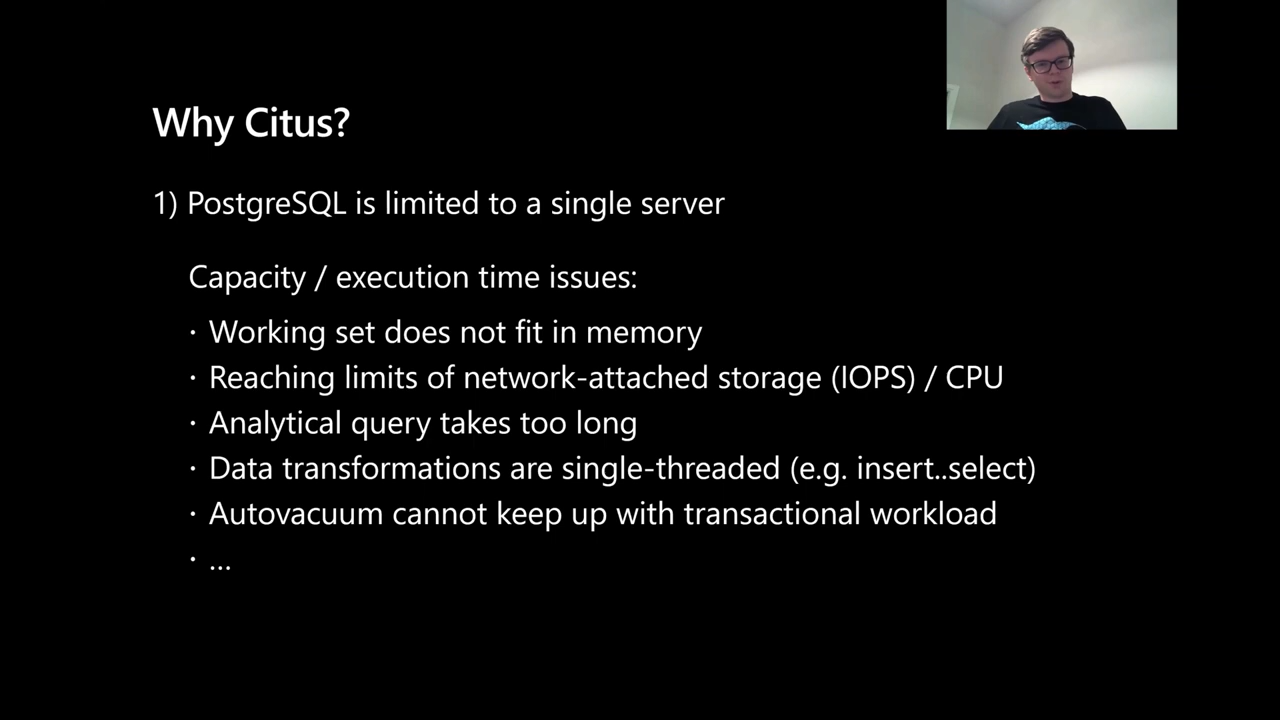 Why Citus?
1) PostgreSQL is limited to a single server
Capacity / execution time issues:
· Working set does not fit in memory
· Reaching limits of network-attached storage (IOPS) / CPU
· Analytical query takes too long
· Data transformations are single-threaded (e.g. insert..select)
· Autovacuum cannot keep up with transactional workload
· ...